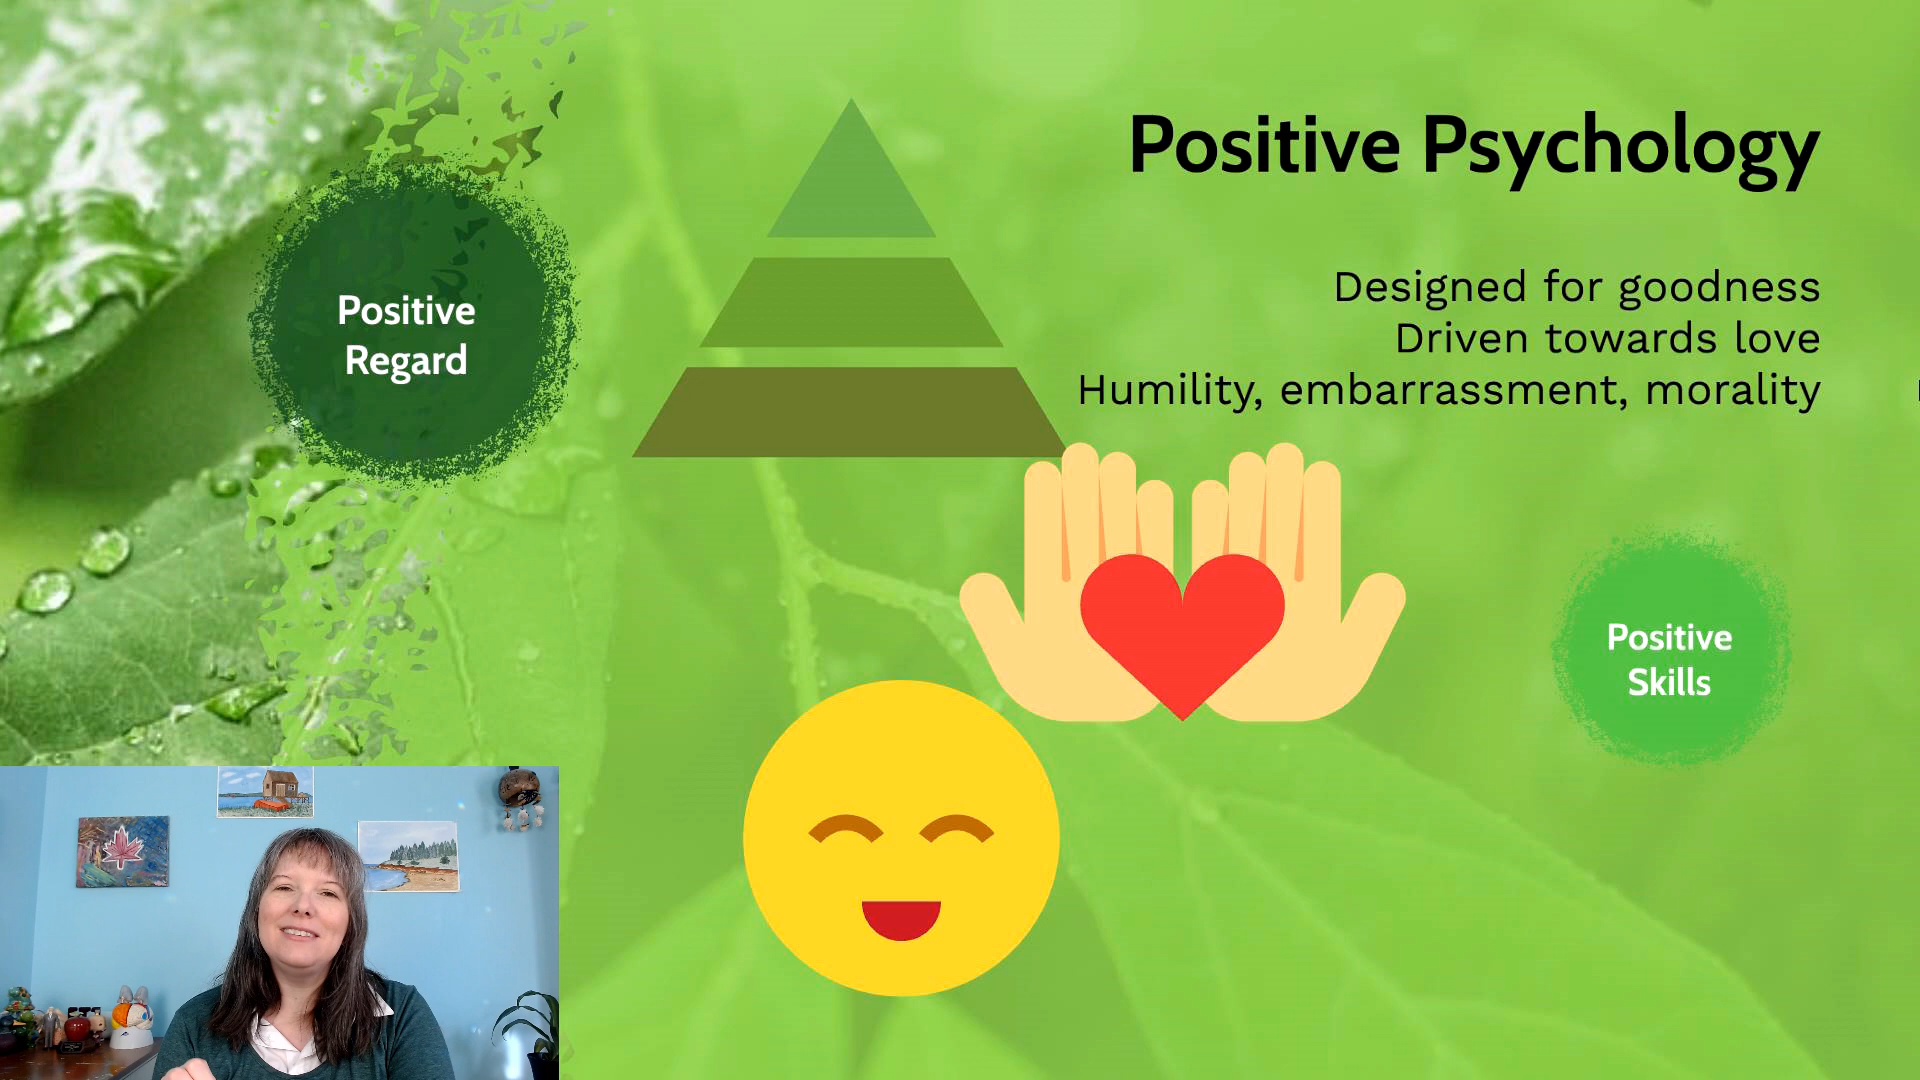 Positive Psychology
Designed for goodness
Driven towards love
Humility, embarrassment, morality
Positive
Regard
Positive
Skills